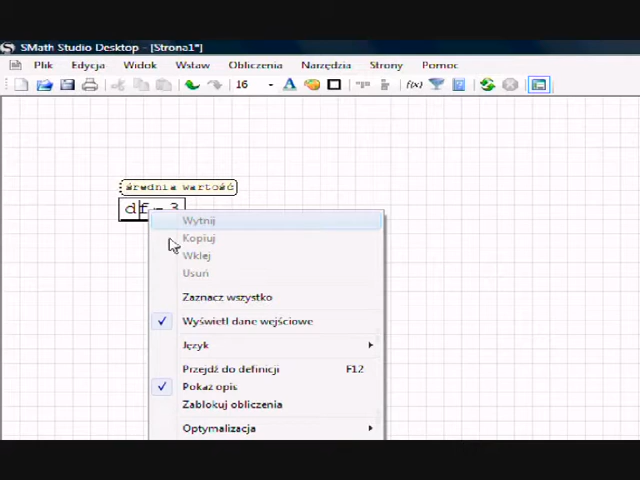 SMath Studio Desktop - [Strona1*]
Plik Edycja Widok Wstaw Obliczenia Narzędzia Strony Pomoc
16 A f(x)
średnia wartość
df = 3
Wytnij
Kopiuj
Wklej
Usuń
Zaznacz wszystko
Wyświetl dane wejściowe
Język
Przejdź do definicji F12
Pokaż opis
Zablokuj obliczenia
Optymalizacja